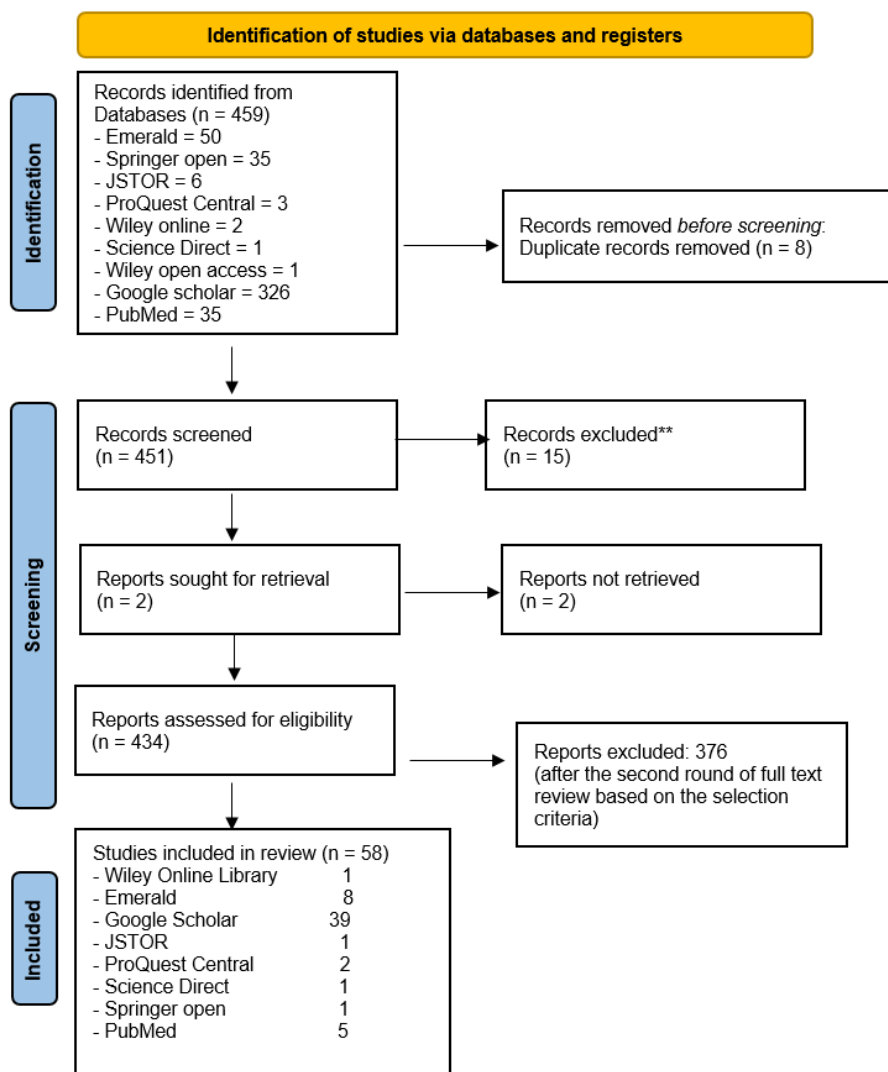 Identification of studies via databases and registers
Identification
Records identified from
Databases (n = 459)
- Emerald = 50
- Springer open = 35
- JSTOR = 6
- ProQuest Central = 3
- Wiley online = 2
- Science Direct = 1
- Wiley open access = 1
- Google scholar = 326
- PubMed = 35
Records removed before screening:
Duplicate records removed (n = 8)
Screening
Records screened
(n = 451)
Records excluded**
(n = 15)
Reports sought for retrieval
(n = 2)
Reports not retrieved
(n = 2)
Reports assessed for eligibility
(n = 434)
Reports excluded: 376
(after the second round of full text
review based on the selection
criteria)
Included
Studies included in review (n = 58)
- Wiley Online Library 1
- Emerald 8
- Google Scholar 39
- JSTOR 1
- ProQuest Central 2
- Science Direct 1
- Springer open 1
- PubMed 5